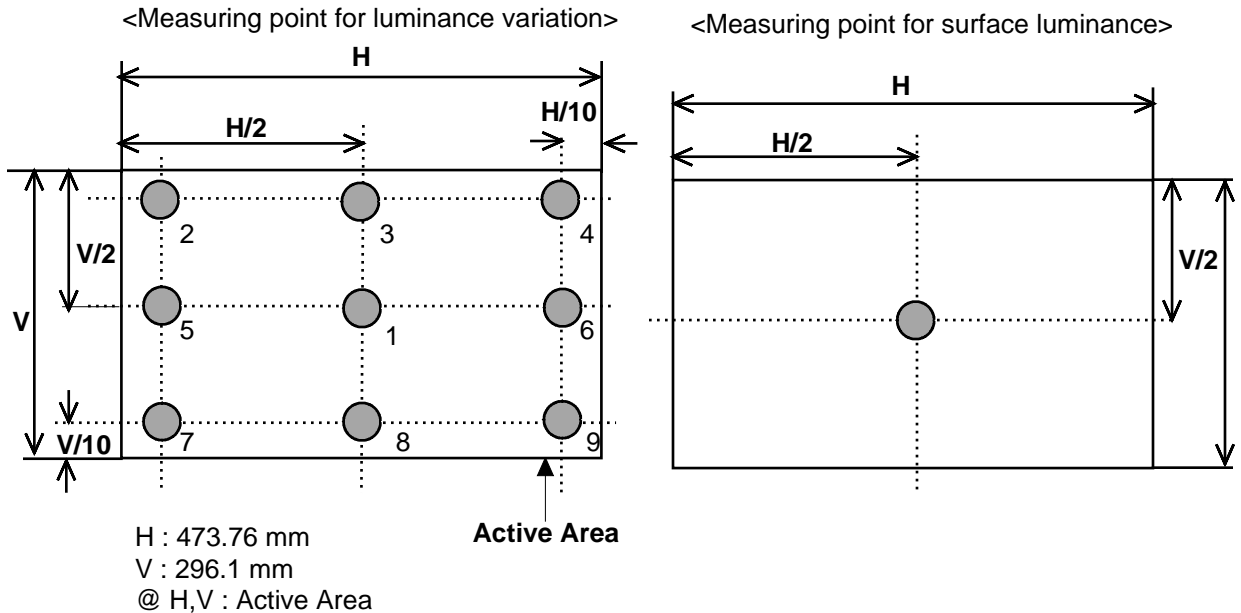 <Measuring point for luminance variation>
<Measuring point for surface luminance>
H
H
H/10
H/2
H/2
2
3
4
V/2
V/2
V
5
1
6
7
8
9
V/10
Active Area
H : 473.76 mm
V : 296.1 mm
@ H,V : Active Area